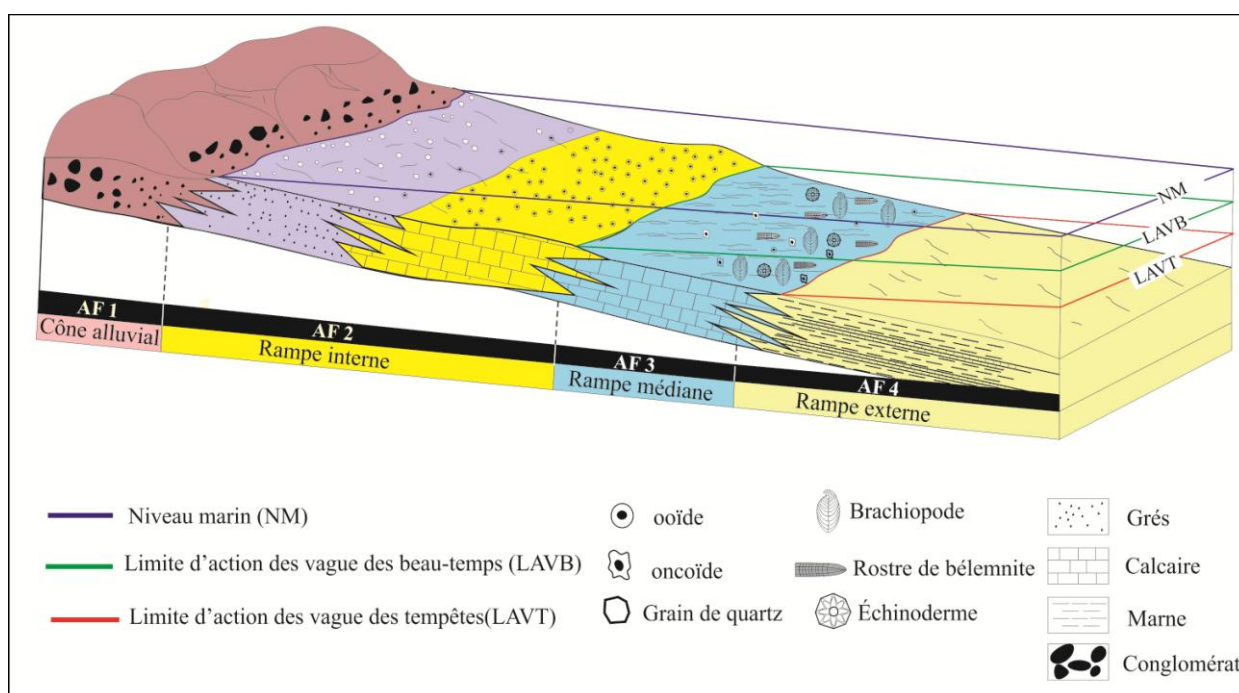 NM
LAVB
LAVT
AF 1
Cône alluvial
AF 2
Rampe interne
AF 3
Rampe médiane
AF 4
Rampe externe
Niveau marin (NM)
Limite d'action des vague des beau-temps (LAVB)
Limite d'action des vague des tempêtes(LAVT)
ooïde
oncoïde
Grain de quartz
Brachiopode
Rostre de bélemnite
Échinoderme
Grés
Calcaire
Marne
Conglomérat